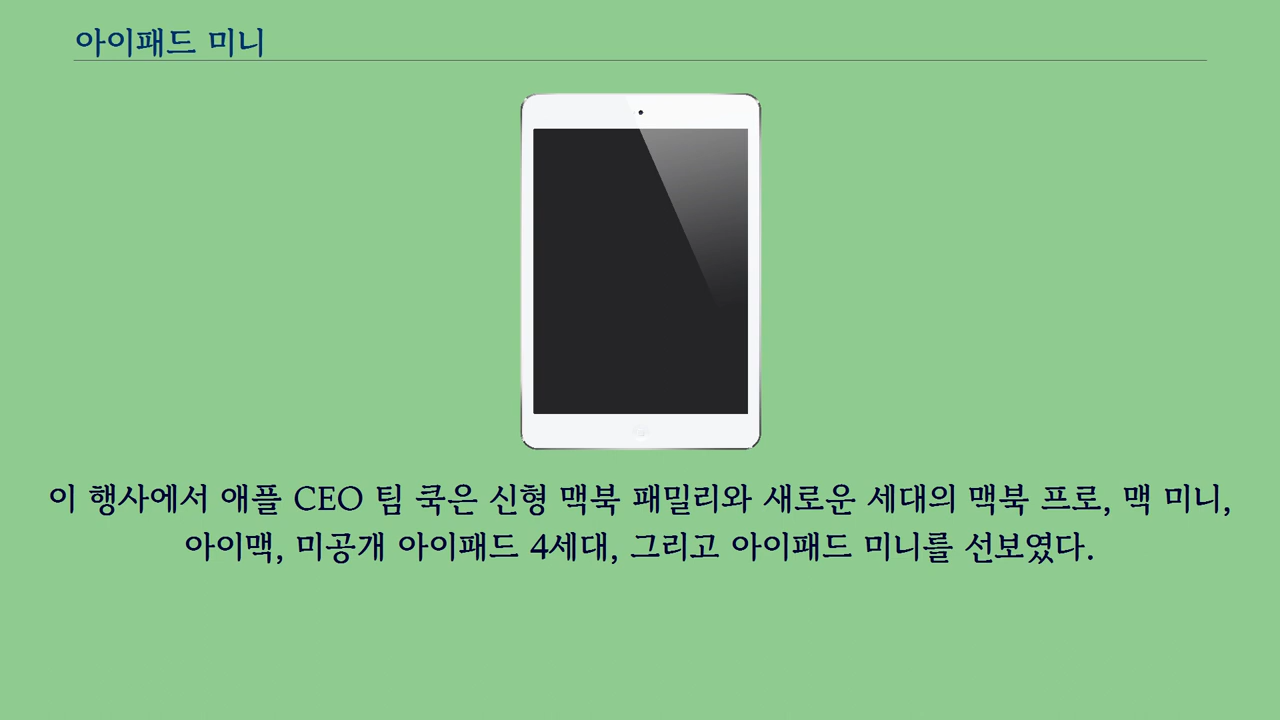 아이패드 미니
이 행사에서 애플 CEO 팀 쿡은 신형 맥북 패밀리와 새로운 세대의 맥북 프로, 맥 미니,
아이맥, 미공개 아이패드 4세대, 그리고 아이패드 미니를 선보였다.